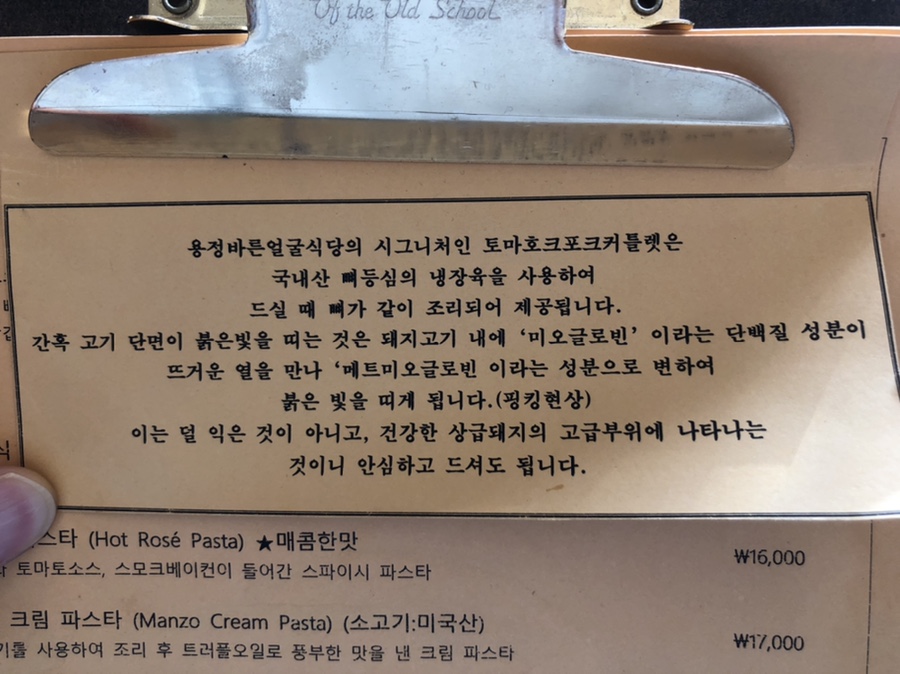 Of the Old School
용정바른얼굴식당의 시그니처인 토마호크포크커틀렛은
국내산 뼈등심의 냉장육을 사용하여
드실 때 뼈가 같이 조리되어 제공됩니다.
간혹 고기 단면이 붉은빛을 띠는 것은 돼지고기 내에 ‘미오글로빈’ 이라는 단백질 성분이
뜨거운 열을 만나 ‘메트미오글로빈 이라는 성분으로 변하여
붉은 빛을 띠게 됩니다.(핑킹현상)
이는 덜 익은 것이 아니고, 건강한 상급돼지의 고급부위에 나타나는
것이니 안심하고 드셔도 됩니다.
스타 (Hot Rosé Pasta) ★매콤한맛 ₩16,000
토마토소스, 스모크베이컨이 들어간 스파이시 파스타
크림 파스타 (Manzo Cream Pasta) (소고기:미국산) ₩17,000
기를 사용하여 조리 후 트러풀오일로 풍부한 맛을 낸 크림 파스타